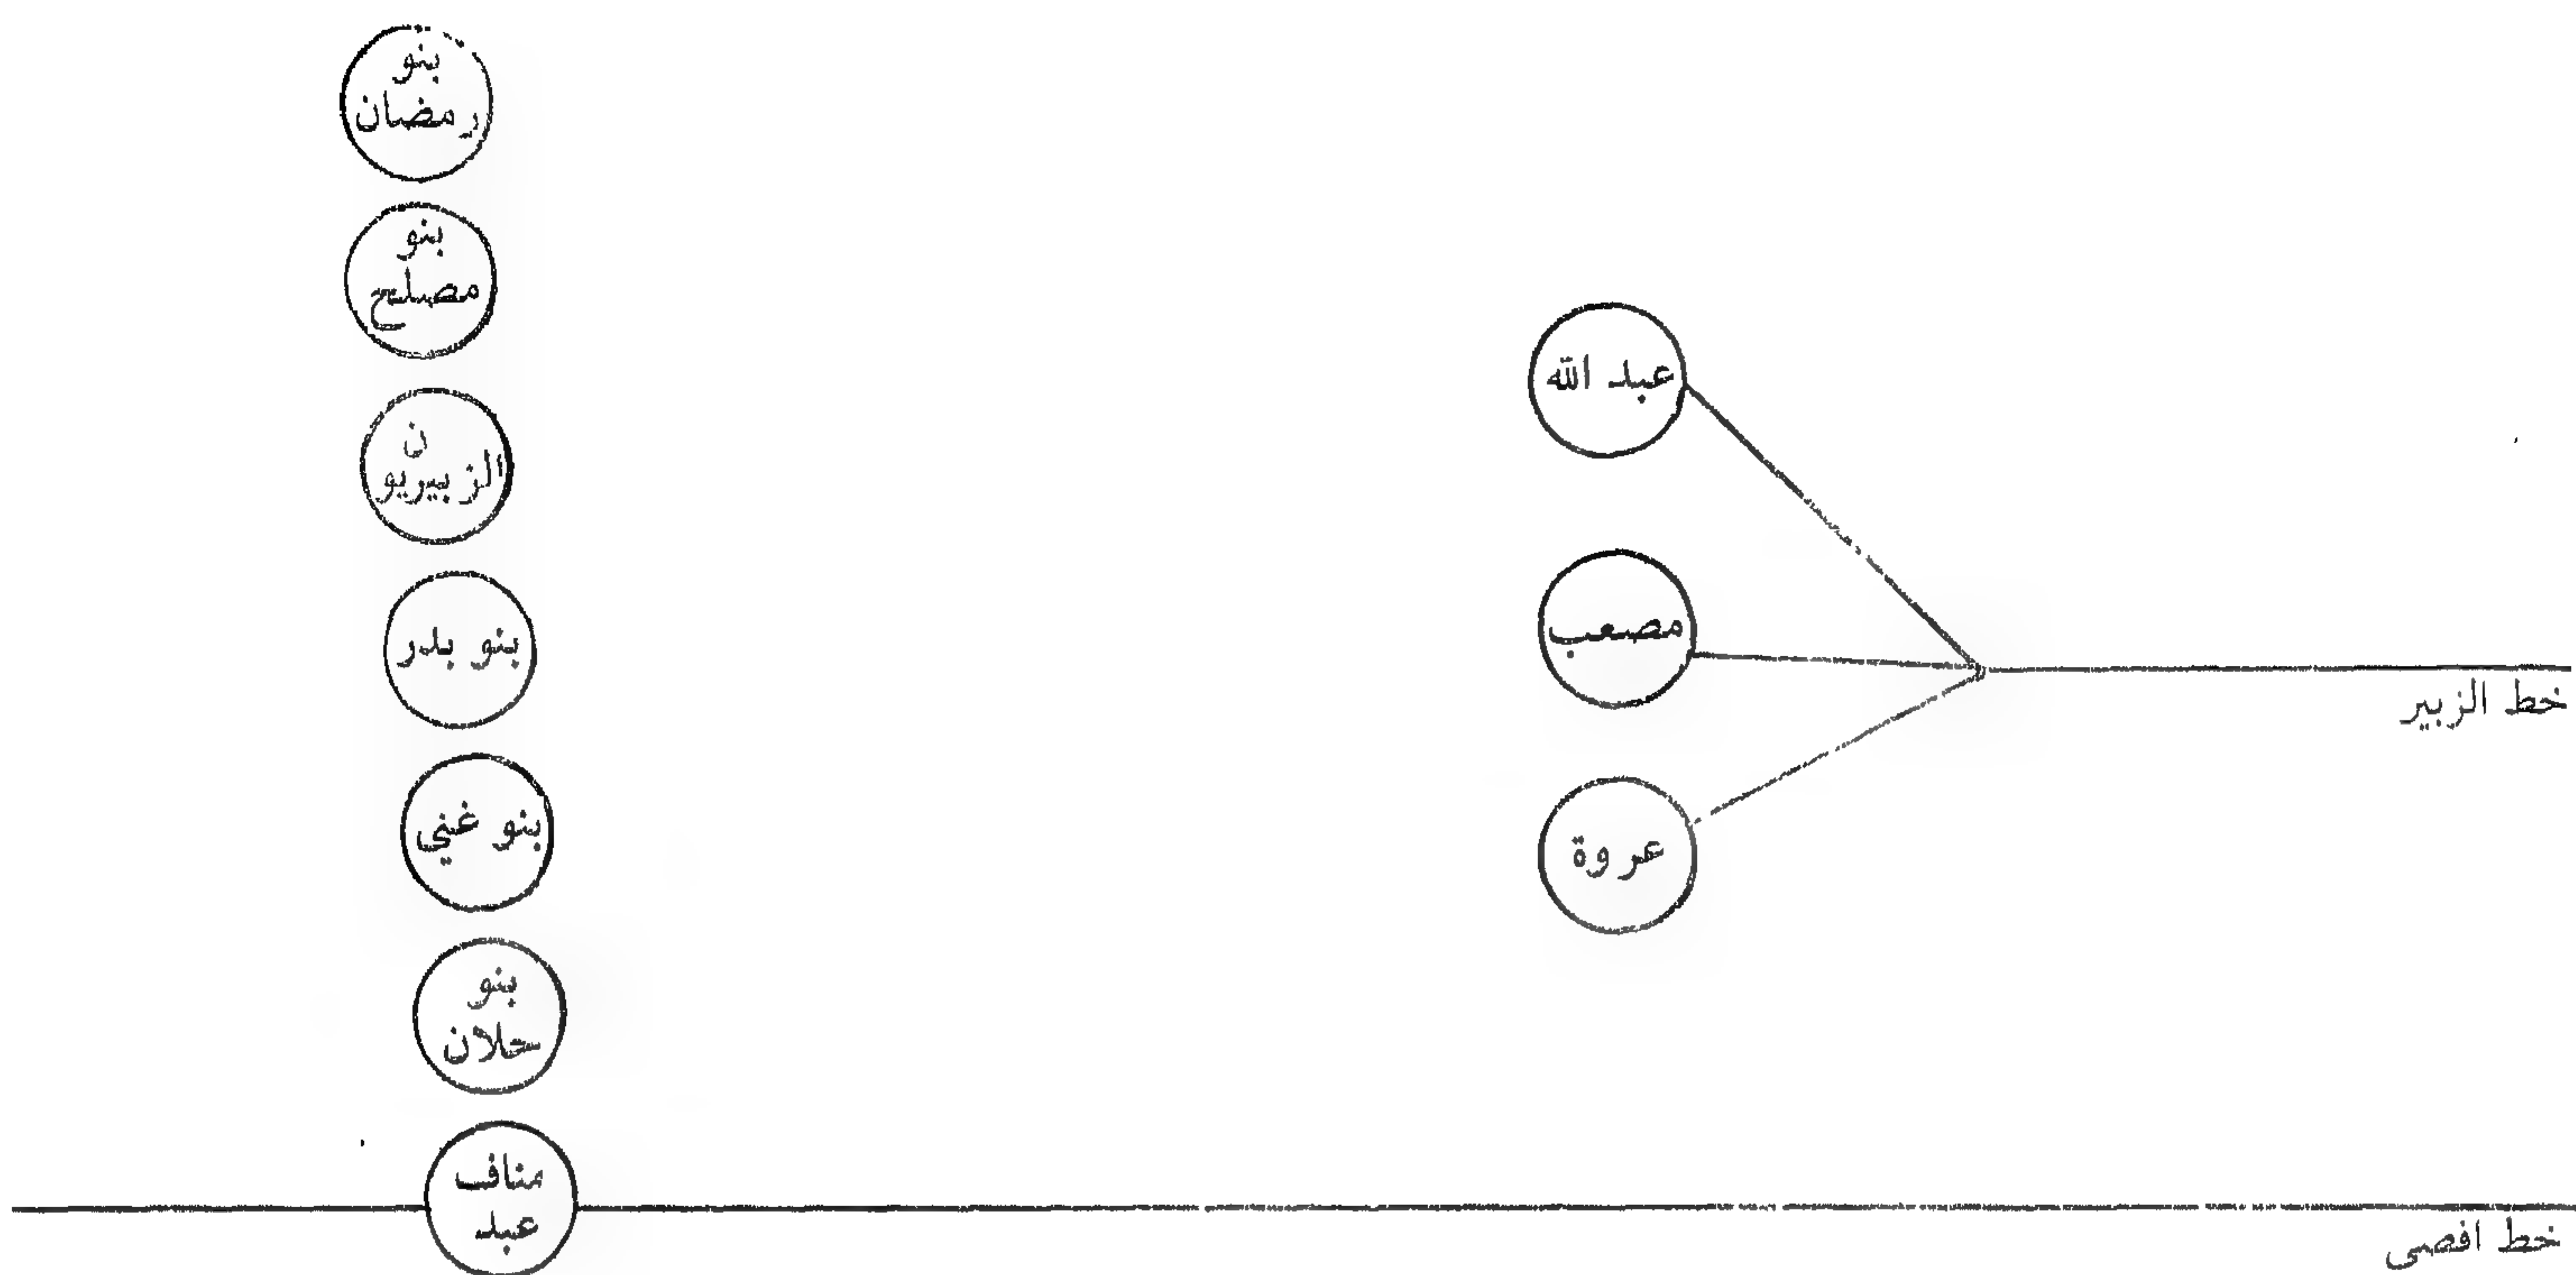 عبد الله
مصعب
عروة
خط الزبير
بنو
رمضان
بنو
مصلح
ن
الزبيريو
بنو بدر
بنو غني
بنو
حلان
مناف
عبد
خط افصى